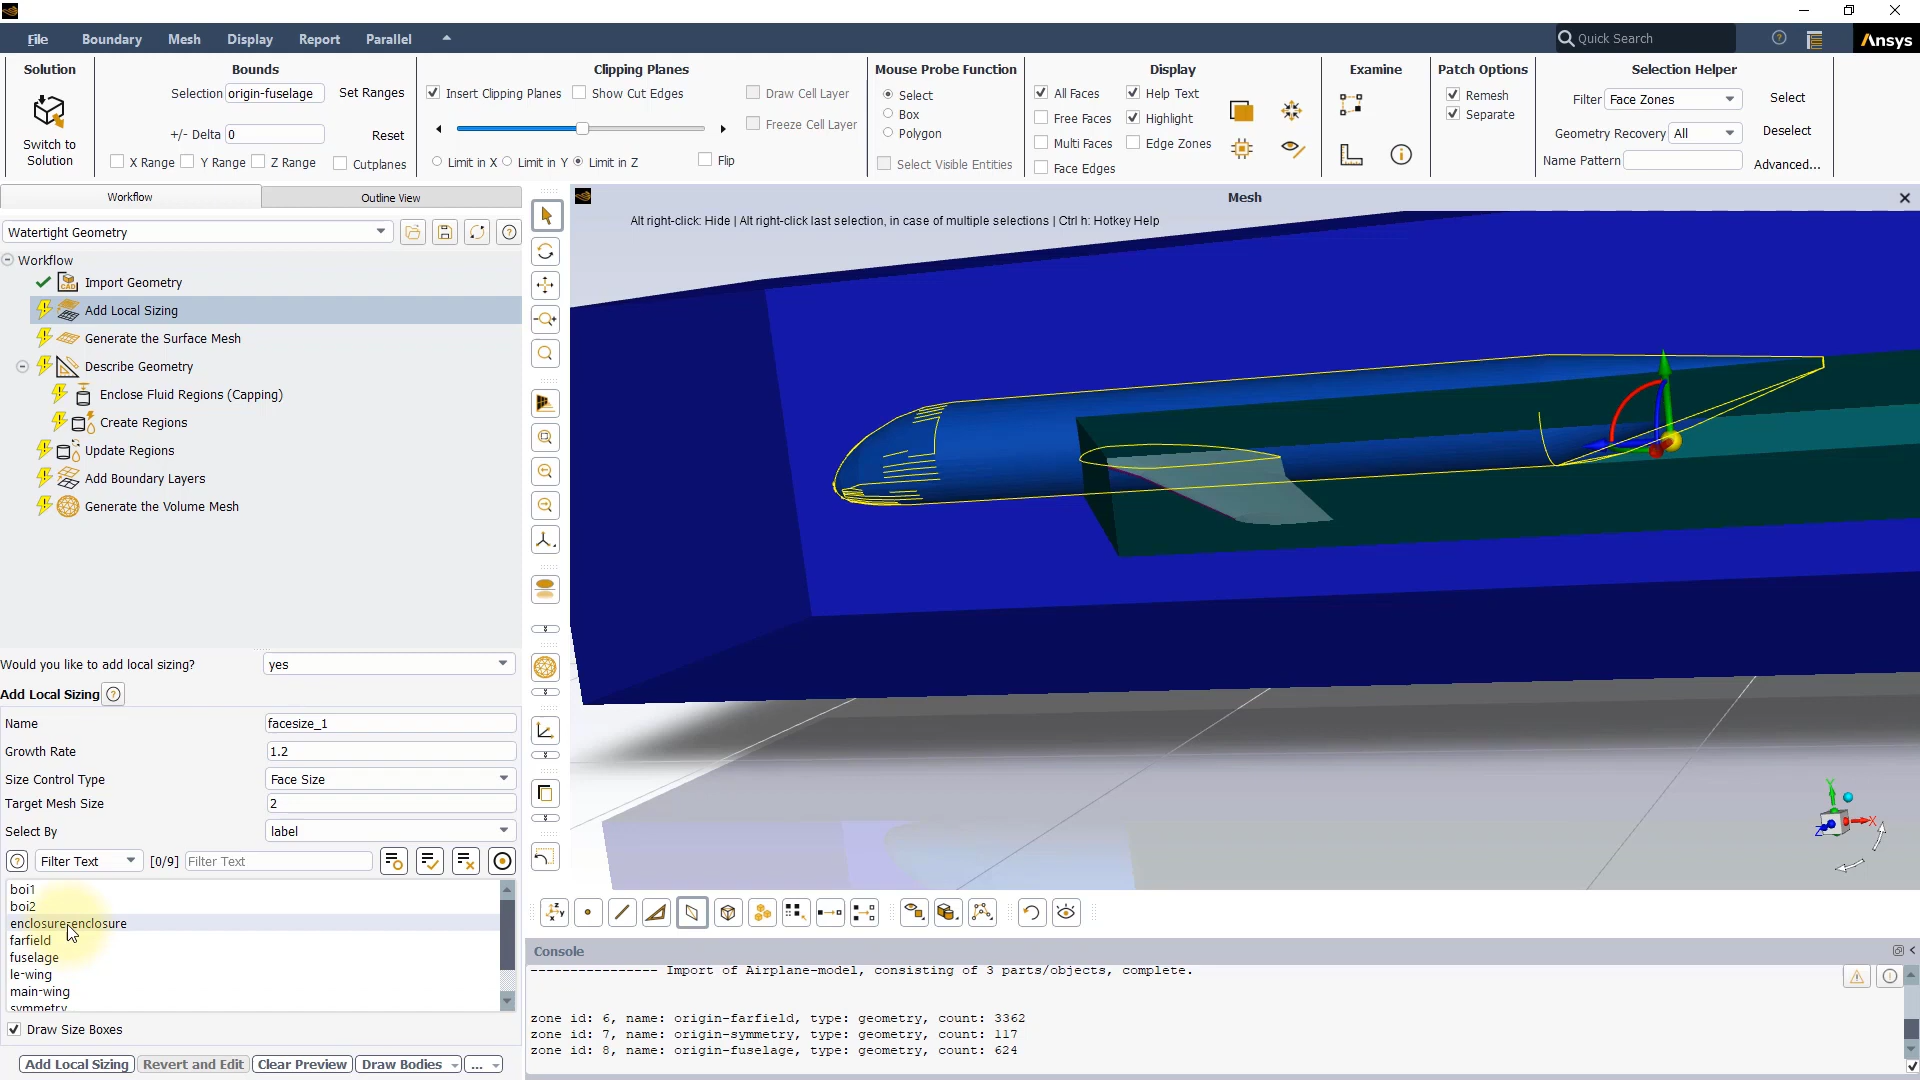 File Boundary Mesh Display Report Parallel Quick Search Ansys
Solution Bounds Clipping Planes Mouse Probe Function Display Examine Patch Options Selection Helper
Switch to
Solution
Selection origin-fuselage Set Ranges
+/- Delta 0 Reset
X Range Y Range Z Range Cutplanes
Insert Clipping Planes Show Cut Edges Draw Cell Layer
Freeze Cell Layer
Limit in X Limit in Y Limit in Z Flip
Select
Box
Polygon
Select Visible Entities
All Faces Help Text
Free Faces Highlight
Multi Faces Edge Zones
Face Edges
Remesh
Separate
Filter Face Zones Select
Geometry Recovery All Deselect
Name Pattern Advanced...
Workflow Outline View
Watertight Geometry
Workflow
Import Geometry
Add Local Sizing
Generate the Surface Mesh
Describe Geometry
Enclose Fluid Regions (Capping)
Create Regions
Update Regions
Add Boundary Layers
Generate the Volume Mesh
Would you like to add local sizing? yes
Add Local Sizing
Name facesize_1
Growth Rate 1.2
Size Control Type Face Size
Target Mesh Size 2
Select By label
Filter Text [0/9] Filter Text
boi1
boi2
enclosure-enclosure
farfield
fuselage
le-wing
main-wing
symmetry
Draw Size Boxes
Add Local Sizing Revert and Edit Clear Preview Draw Bodies ...
Mesh
Alt right-click: Hide | Alt right-click last selection, in case of multiple selections | Ctrl h: Hotkey Help
Y
X
Z
Console
---------------- Import of Airplane-model, consisting of 3 parts/objects, complete.
zone id: 6, name: origin-farfield, type: geometry, count: 3362
zone id: 7, name: origin-symmetry, type: geometry, count: 117
zone id: 8, name: origin-fuselage, type: geometry, count: 624